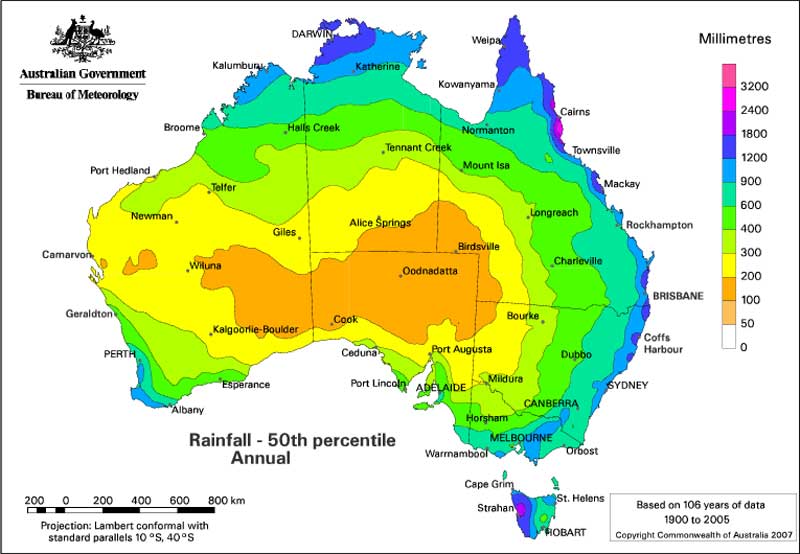 Australian Government
Bureau of Meteorology
DARWIN
Weipa
Millimetres
Kalumburu
Katherine
Kowanyama
3200
2400
1800
1200
900
600
400
300
200
100
50
0
Cairns
Broome
Halls Creek
Normanton
Tennant Creek
Townsville
Port Hedland
Mount Isa
Telfer
Mackay
Newman
Longreach
Giles
Alice Springs
Rockhampton
Birdsville
Carnarvon
Wiluna
Oodnadatta
Charleville
BRISBANE
Geraldton
Cook
Bourke
Kalgoorlie-Boulder
Coffs
Harbour
PERTH
Ceduna
Port Augusta
Dubbo
Esperance
Port Lincoln
ADELAIDE
Mildura
SYDNEY
Albany
CANBERRA
Horsham
Rainfall - 50th percentile
Annual
MELBOURNE
Warrnambool
Orbost
Cape Grim
St. Helens
Strahan
HOBART
200 0 200 400 600 800 km
Projection: Lambert conformal with
standard parallels 10 °S, 40 °S
Based on 106 years of data
1900 to 2005
Copyright Commonwealth of Australia 2007